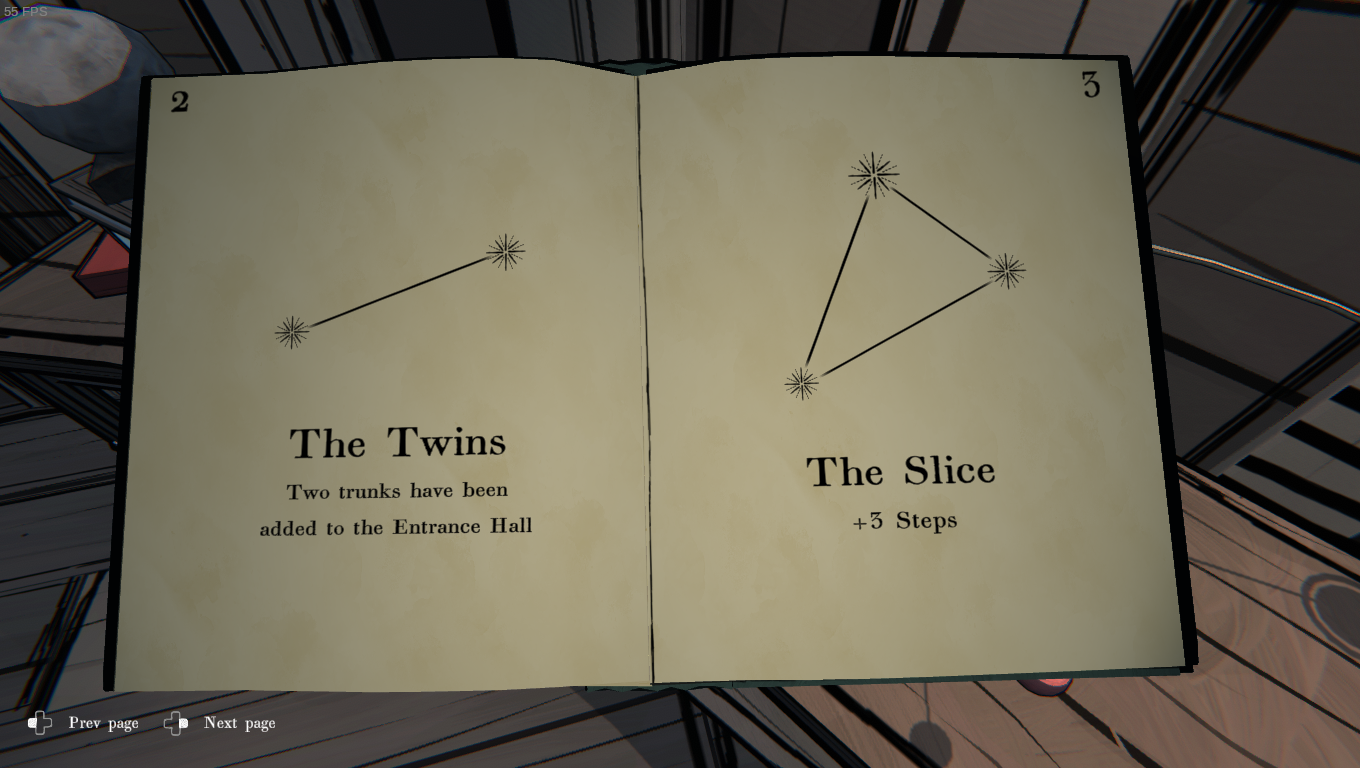 55 FPS
2
The Twins
Two trunks have been
added to the Entrance Hall
3
The Slice
+3 Steps
Prev page
Next page